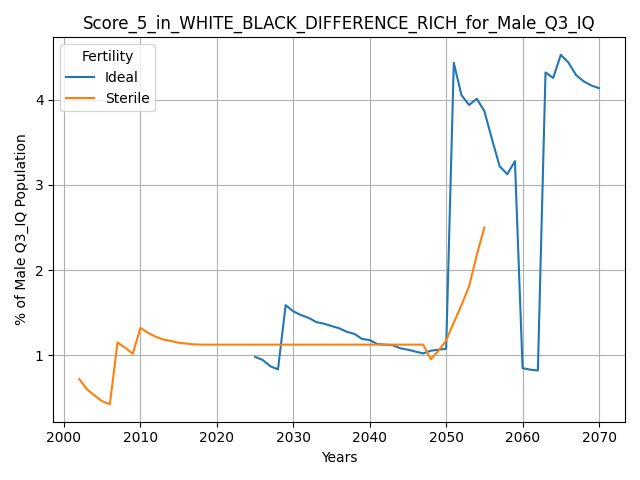 Score_5_in_WHITE_BLACK_DIFFERENCE_RICH_for_Male_Q3_IQ
Fertility
Ideal
Sterile
% of Male Q3_IQ Population
4
3
2
1
2000 2010 2020 2030 2040 2050 2060 2070
Years